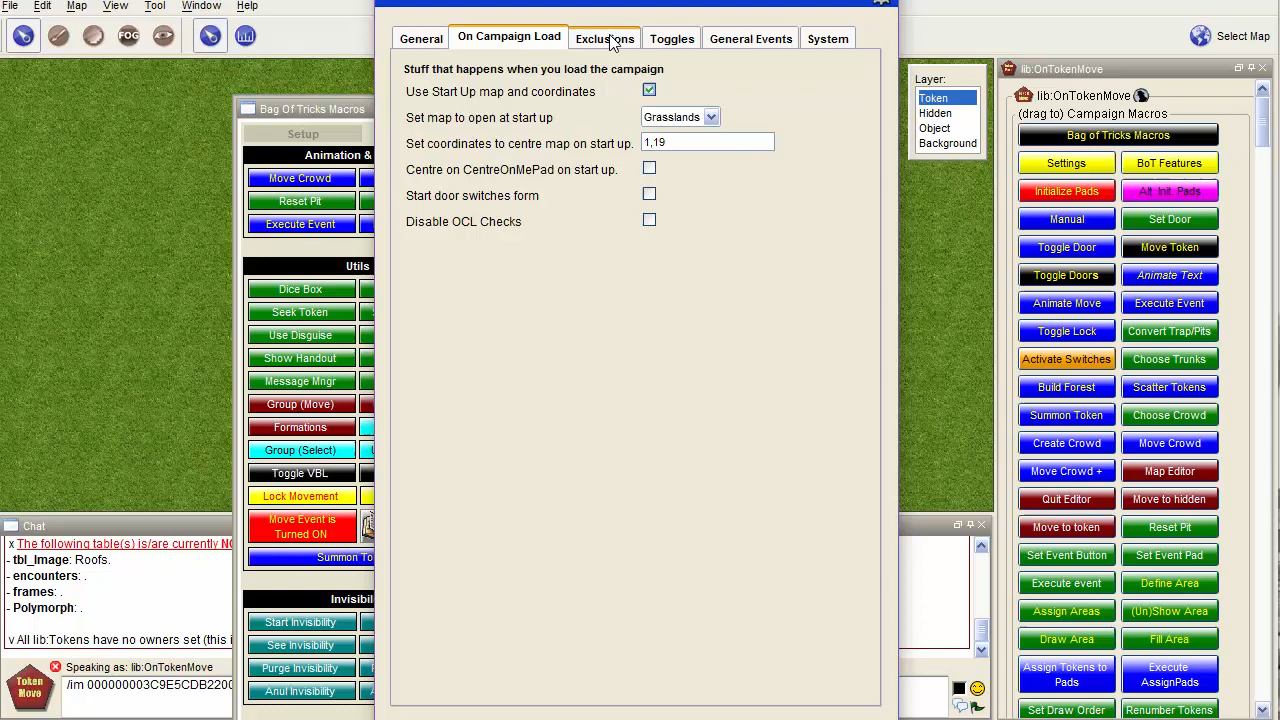 File Edit Map View Tool Window Help
FOG
Select Map
General On Campaign Load Exclusions Toggles General Events System
Stuff that happens when you load the campaign
Use Start Up map and coordinates
Set map to open at start up Grasslands
Set coordinates to centre map on start up. 1,19
Centre on CentreOnMePad on start up.
Start door switches form
Disable OCL Checks
Layer:
Token
Hidden
Object
Background
Bag Of Tricks Macros
Setup
Animation &
Move Crowd
Reset Pit
Execute Event
Utils
Dice Box
Seek Token
Use Disguise
Show Handout
Message Mngr
Group (Move)
Formations
Group (Select)
Toggle VBL
Lock Movement
Move Event is
Turned ON
Summon To
Invisibil
Start Invisibility
See Invisibility
Purge Invisibility
Anul Invisibility
Chat
x The following table(s) is/are currently NO
- tbl_Image: Roofs.
- encounters: .
- frames: .
- Polymorph: .
v All lib:Tokens have no owners set (this i
Token
Move
Speaking as: lib:OnTokenMove
/im 000000003C9E5CDB2200
lib:OnTokenMove
lib:OnTokenMove
(drag to) Campaign Macros
Bag of Tricks Macros
Settings BoT Features
Initialize Pads Alt. Init. Pads
Manual Set Door
Toggle Door Move Token
Toggle Doors Animate Text
Animate Move Execute Event
Toggle Lock Convert Trap/Pits
Activate Switches Choose Trunks
Build Forest Scatter Tokens
Summon Token Choose Crowd
Create Crowd Move Crowd
Move Crowd + Map Editor
Quit Editor Move to hidden
Move to token Reset Pit
Set Event Button Set Event Pad
Execute event Define Area
Assign Areas (Un)Show Area
Draw Area Fill Area
Assign Tokens to Pads Execute AssignPads
Set Draw Order Renumber Tokens